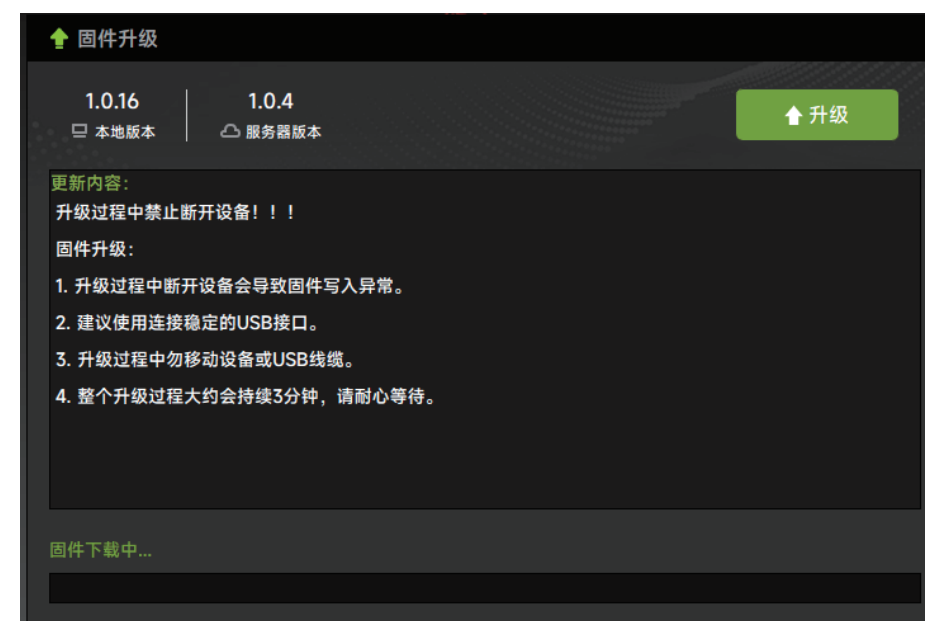 固件升级
1.0.16
本地版本
1.0.4
服务器版本
升级
更新内容：
升级过程中禁止断开设备！！！
固件升级：
1. 升级过程中断开设备会导致固件写入异常。
2. 建议使用连接稳定的USB接口。
3. 升级过程中勿移动设备或USB线缆。
4. 整个升级过程大约会持续3分钟，请耐心等待。
固件下载中...